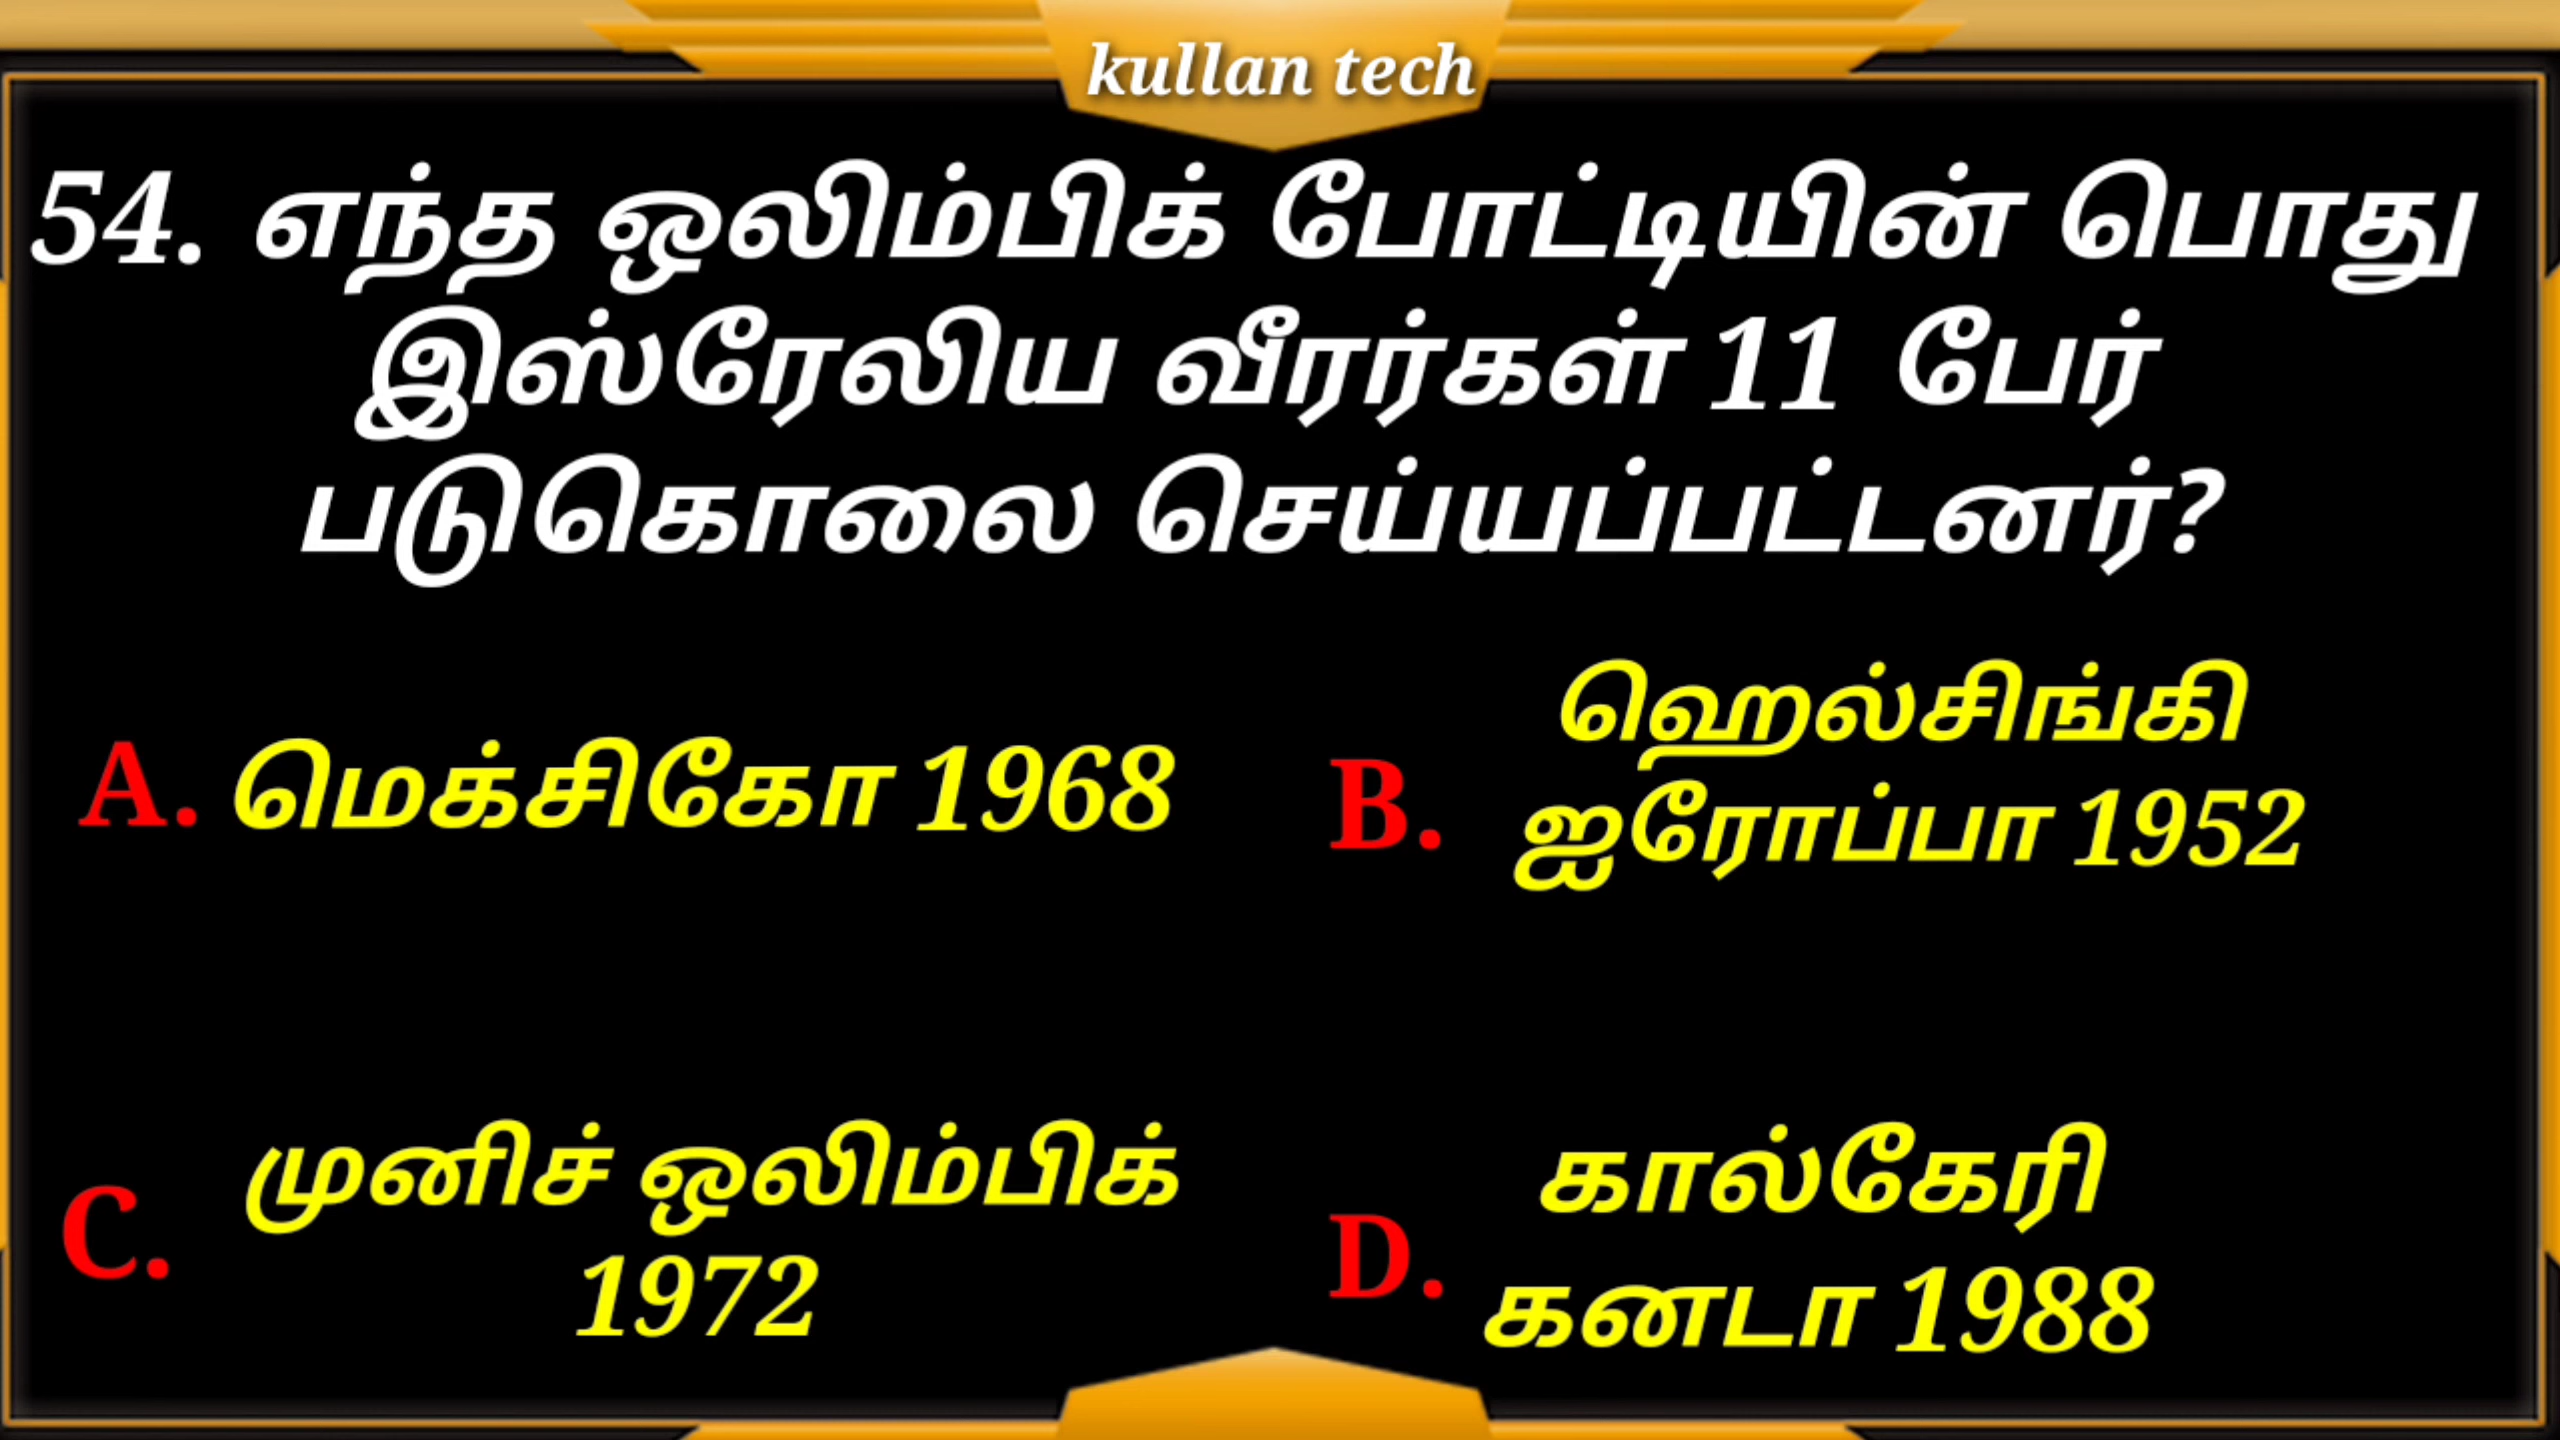 kullan tech
54. எந்த ஒலிம்பிக் போட்டியின் பொது
இஸ்ரேலிய வீரர்கள் 11 பேர்
படுகொலை செய்யப்பட்டனர்?
A. மெக்சிகோ 1968
B. ஹெல்சிங்கி
ஐரோப்பா 1952
C. முனிச் ஒலிம்பிக்
1972
D. கால்கேரி
கனடா 1988